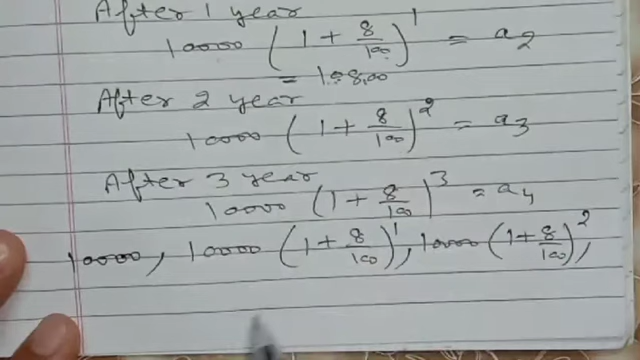 After 1 year
10000 (1 + 8/100)^1 = a2
= 10800
After 2 year
10000 (1 + 8/100)^2 = a3
After 3 year
10000 (1 + 8/100)^3 = a4
10000, 10000 (1 + 8/100)^1, 10000 (1 + 8/100)^2,